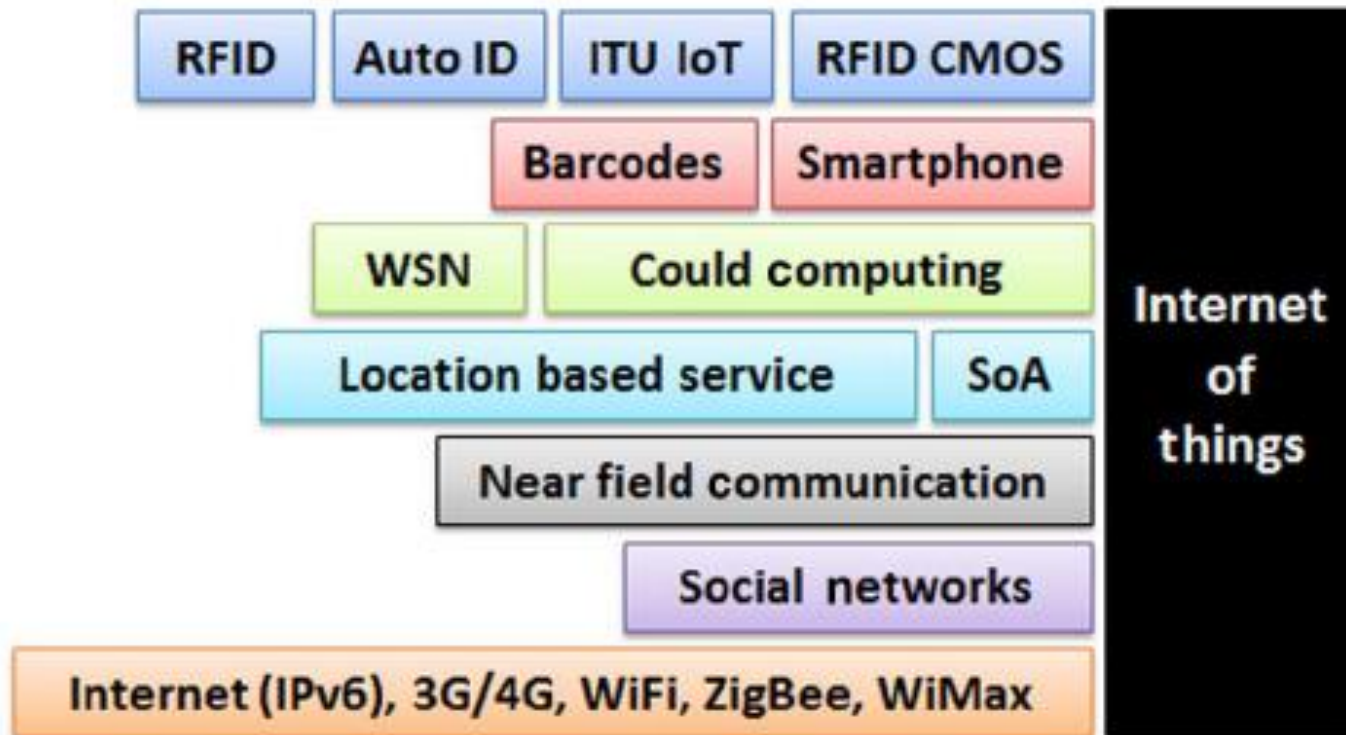 RFID Auto ID ITU IoT RFID CMOS
Barcodes Smartphone
WSN Could computing
Location based service SoA
Near field communication
Social networks
Internet (IPv6), 3G/4G, WiFi, ZigBee, WiMax
Internet
of
things